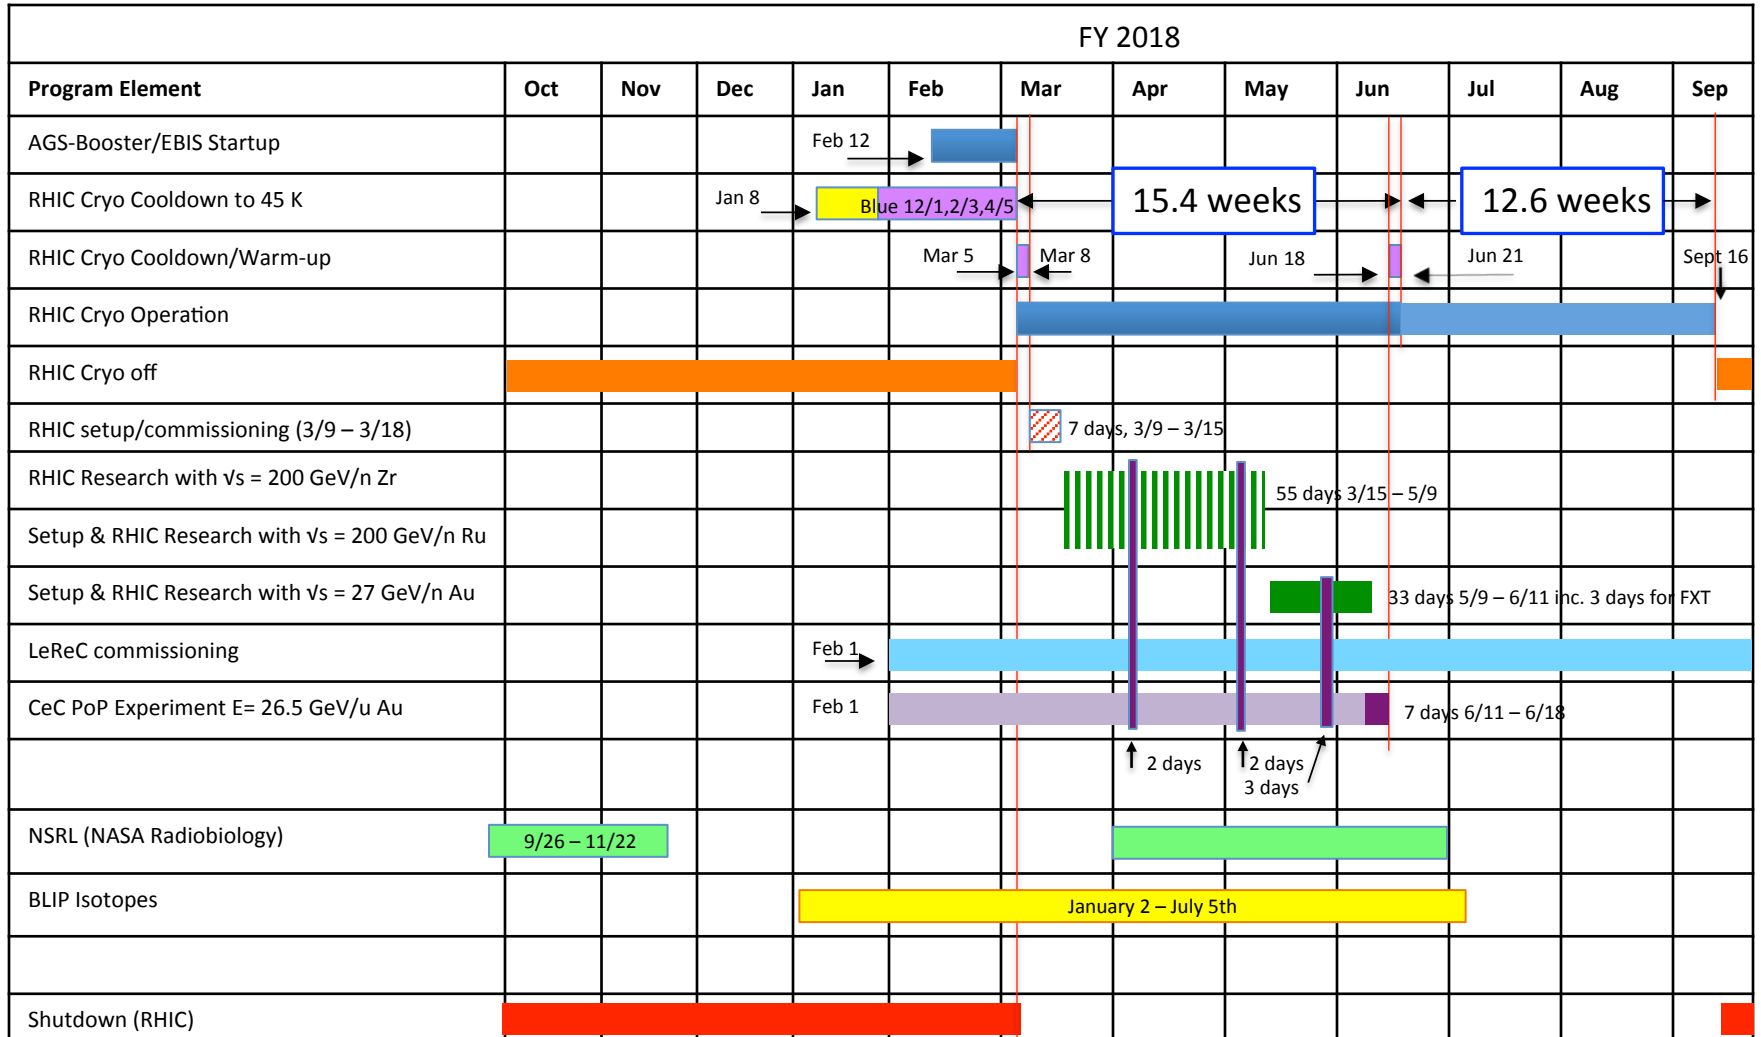 FY 2018
Program Element Oct Nov Dec Jan Feb Mar Apr May Jun Jul Aug Sep
AGS-Booster/EBIS Startup Feb 12
RHIC Cryo Cooldown to 45 K Jan 8 Blue 12/1,2/3,4/5 15.4 weeks 12.6 weeks
RHIC Cryo Cooldown/Warm-up Mar 5 Mar 8 Jun 18 Jun 21 Sept 16
RHIC Cryo Operation
RHIC Cryo off
RHIC setup/commissioning (3/9 – 3/18) 7 days, 3/9 – 3/15
RHIC Research with √s = 200 GeV/n Zr 55 days 3/15 – 5/9
Setup & RHIC Research with √s = 200 GeV/n Ru
Setup & RHIC Research with √s = 27 GeV/n Au 33 days 5/9 – 6/11 inc. 3 days for FXT
LeReC commissioning Feb 1
CeC PoP Experiment E= 26.5 GeV/u Au Feb 1 7 days 6/11 – 6/18
2 days 2 days
3 days
NSRL (NASA Radiobiology) 9/26 – 11/22
BLIP Isotopes January 2 – July 5th
Shutdown (RHIC)